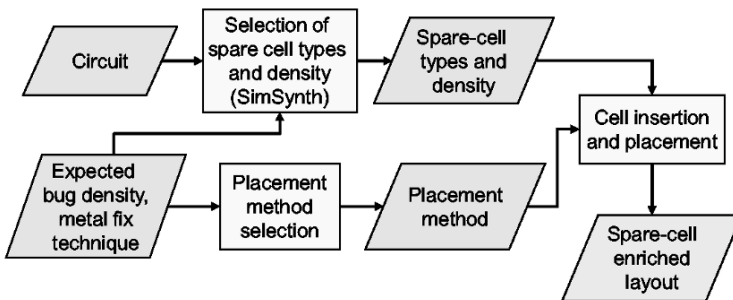 Circuit
Selection of
spare cell types
and density
(SimSynth)
Spare-cell
types and
density
Cell insertion
and placement
Expected
bug density,
metal fix
technique
Placement
method
selection
Placement
method
Spare-cell
enriched
layout